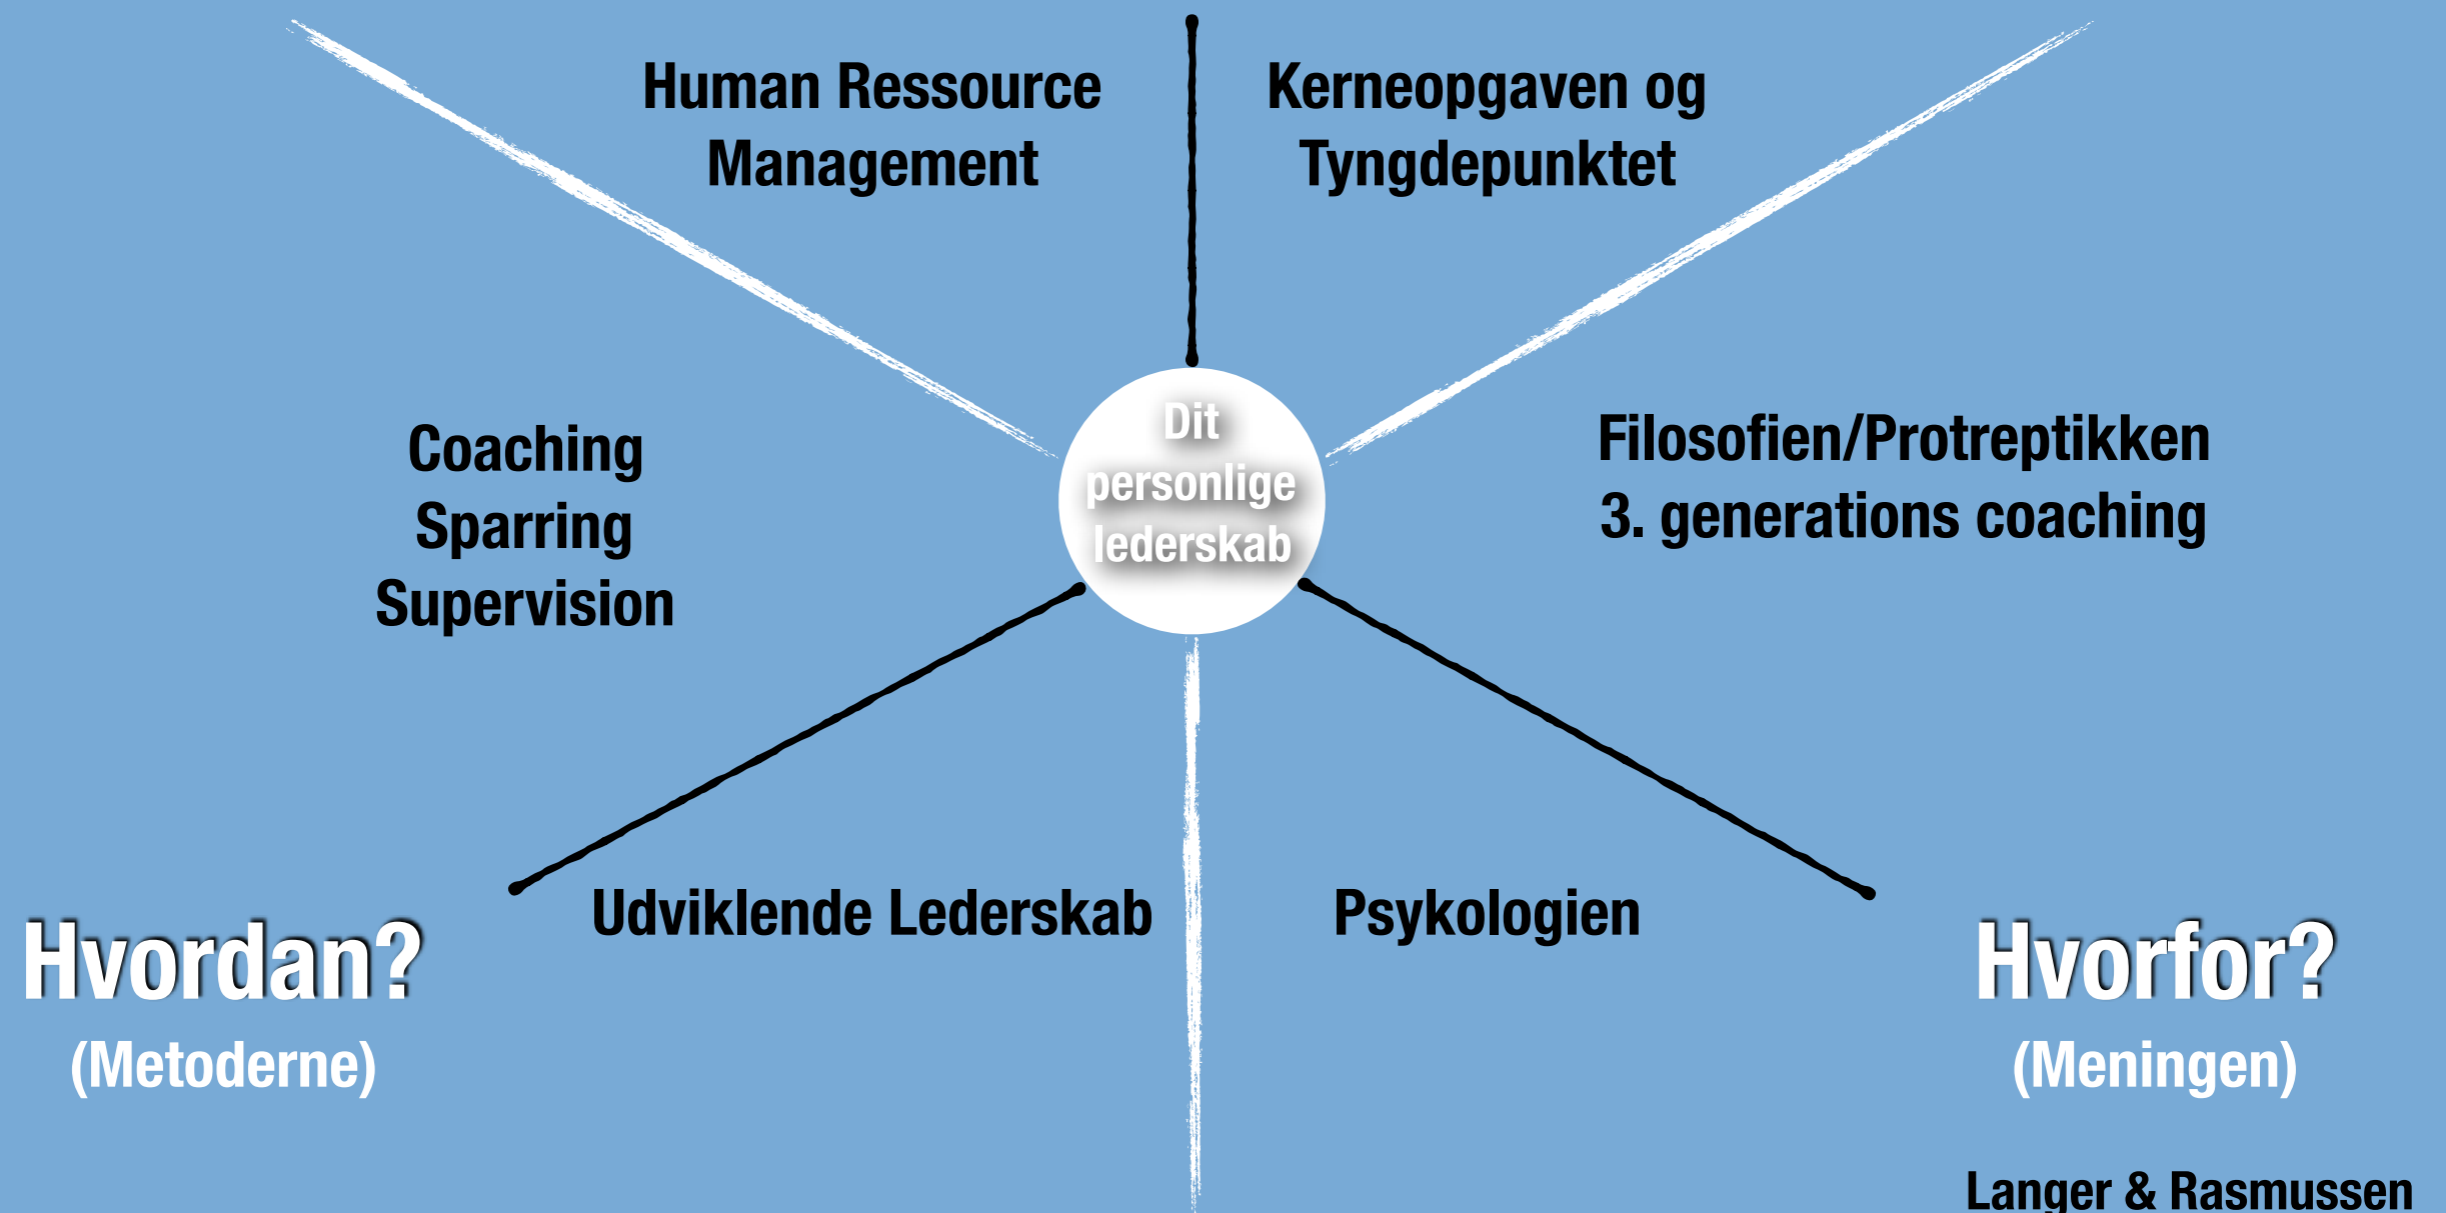 Human Ressource
Management
Kerneopgaven og
Tyngdepunktet
Coaching
Sparring
Supervision
Dit
personlige
lederskab
Filosofien/Protreptikken
3. generations coaching
Udviklende Lederskab
Psykologien
Hvordan?
(Metoderne)
Hvorfor?
(Meningen)
Langer & Rasmussen